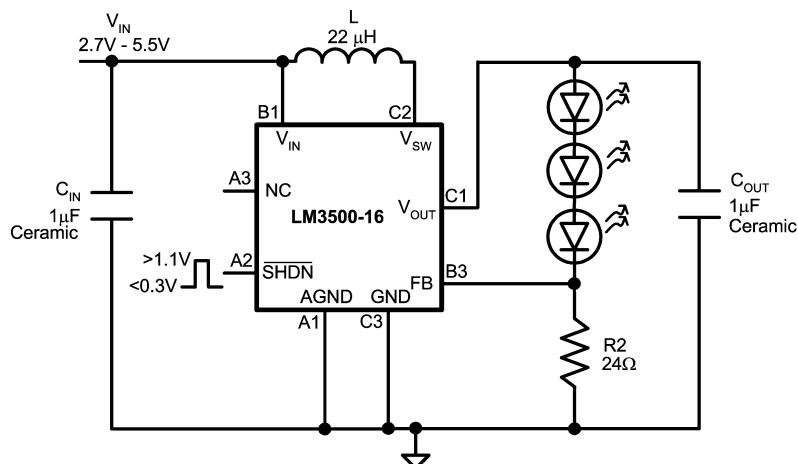 V_IN
2.7V - 5.5V
L
22 μH
B1
C2
V_IN
V_SW
A3
NC
C1
V_OUT
LM3500-16
C_IN
1μF
Ceramic
C_OUT
1μF
Ceramic
>1.1V
<0.3V
A2
SHDN
B3
FB
AGND
GND
A1
C3
R2
24Ω